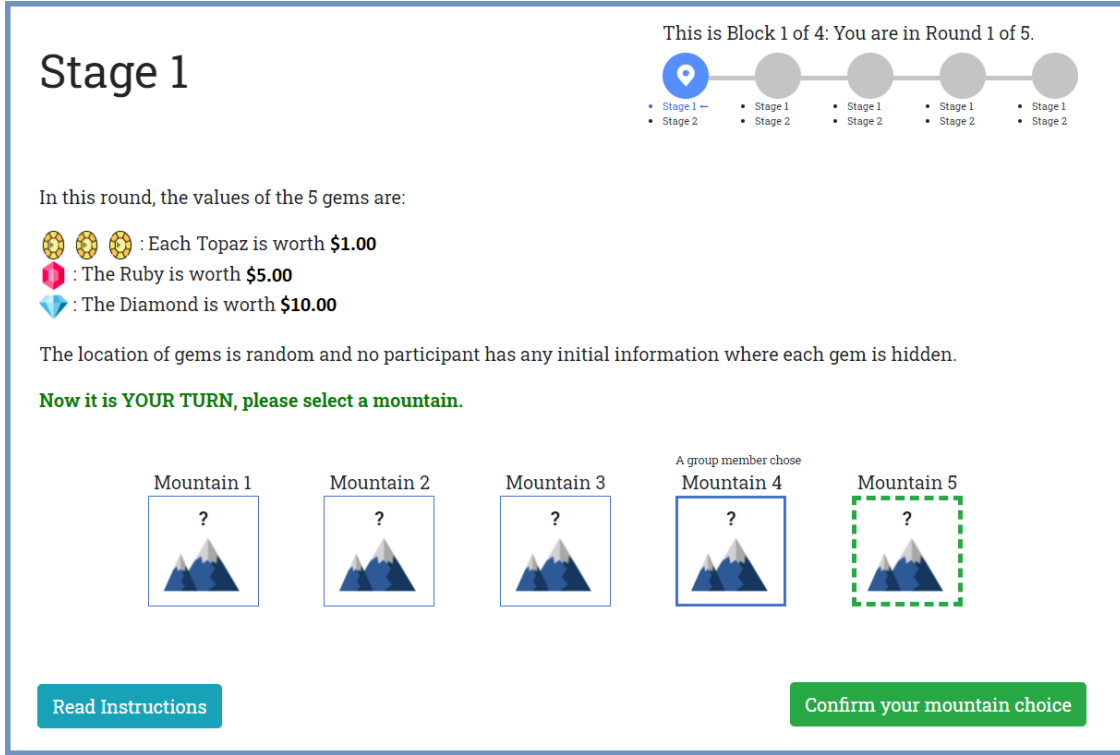 This is Block 1 of 4: You are in Round 1 of 5.
Stage 1
• Stage 1 ←
• Stage 2
• Stage 1
• Stage 2
• Stage 1
• Stage 2
• Stage 1
• Stage 2
• Stage 1
• Stage 2
In this round, the values of the 5 gems are:
: Each Topaz is worth $1.00
: The Ruby is worth $5.00
: The Diamond is worth $10.00
The location of gems is random and no participant has any initial information where each gem is hidden.
Now it is YOUR TURN, please select a mountain.
Mountain 1
?
Mountain 2
?
Mountain 3
?
A group member chose
Mountain 4
?
Mountain 5
?
Read Instructions
Confirm your mountain choice